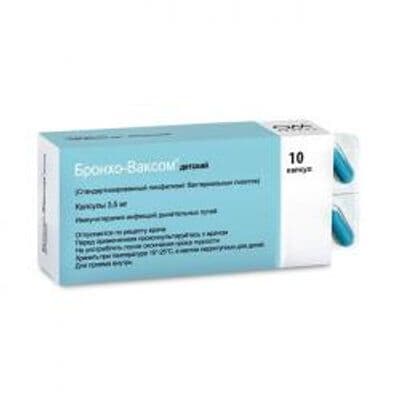 Бронхо-Ваксом® детский
(Стандартизированный лиофилизат бактериальных лизатов)
Капсулы 3,5 мг
Иммунотерапия инфекций дыхательных путей
Отпускается по рецепту врача
Перед применением проконсультируйтесь с врачом
Не употреблять после окончания срока годности
Хранить при температуре 15°-25°C, в местах недоступных для детей.
Для приема внутрь
10
капсул
OM